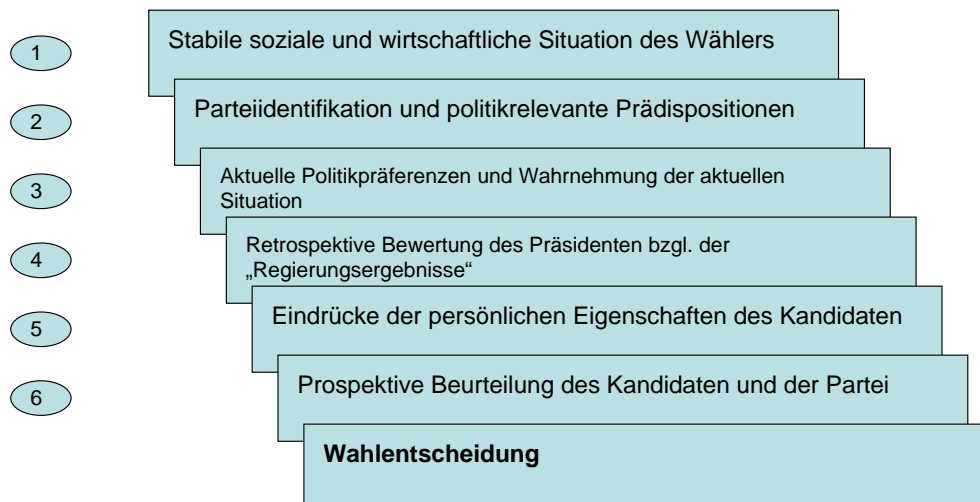 1
Stabile soziale und wirtschaftliche Situation des Wählers
2
Parteiidentifikation und politikrelevante Prädispositionen
3
Aktuelle Politikpräferenzen und Wahrnehmung der aktuellen
Situation
4
Retrospektive Bewertung des Präsidenten bzgl. der
„Regierungsergebnisse“
5
Eindrücke der persönlichen Eigenschaften des Kandidaten
6
Prospektive Beurteilung des Kandidaten und der Partei
Wahlentscheidung